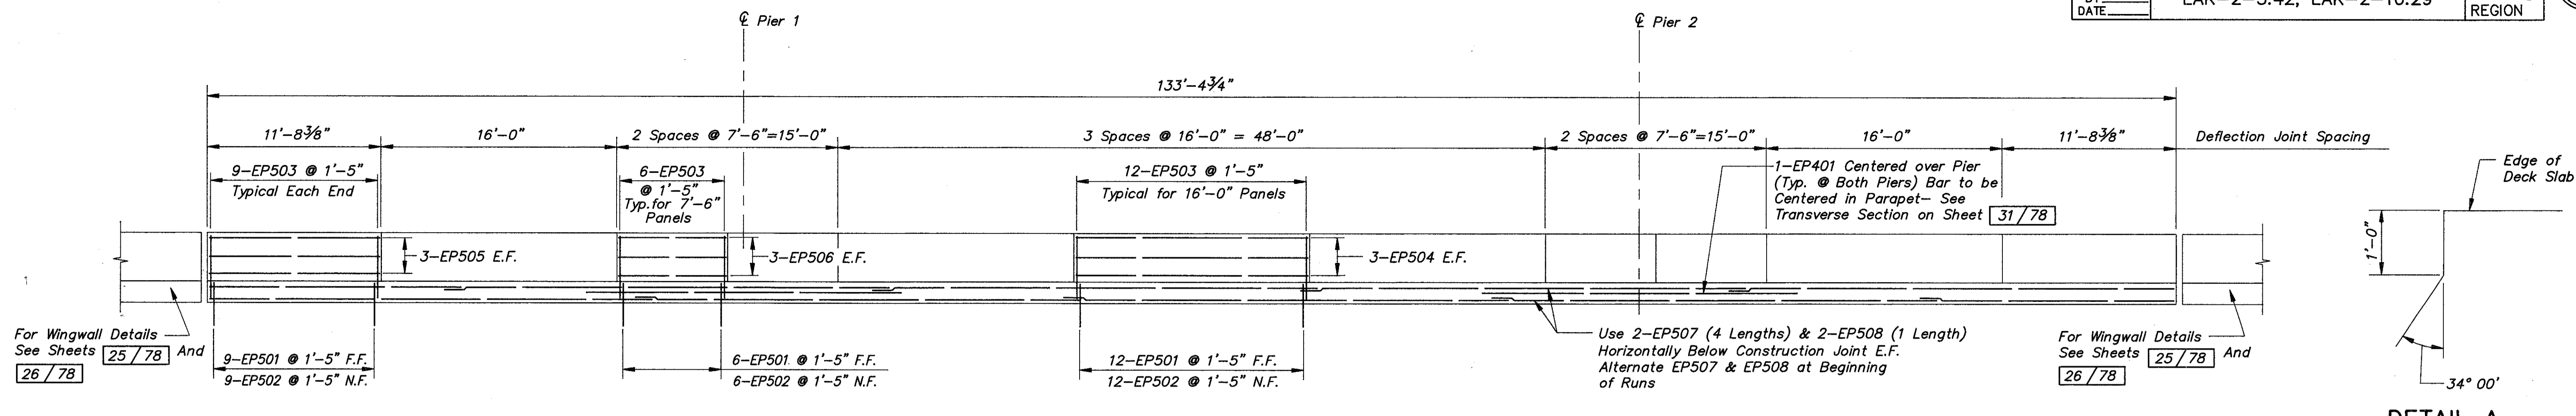 BY
DATE
LAK-2-5.42, LAK-2-10.29
REGION
℄ Pier 1
℄ Pier 2
133'-4¾"
11'-8⅜"
16'-0"
2 Spaces @ 7'-6"=15'-0"
3 Spaces @ 16'-0" = 48'-0"
2 Spaces @ 7'-6"=15'-0"
16'-0"
11'-8⅜"
Deflection Joint Spacing
9-EP503 @ 1'-5"
Typical Each End
6-EP503
@ 1'-5"
Typ.for 7'-6"
Panels
12-EP503 @ 1'-5"
Typical for 16'-0" Panels
1-EP401 Centered over Pier
(Typ. @ Both Piers) Bar to be
Centered in Parapet- See
Transverse Section on Sheet 31/78
Edge of
Deck Slab
1'-0"
3-EP505 E.F.
3-EP506 E.F.
3-EP504 E.F.
For Wingwall Details
See Sheets 25/78 And
26/78
9-EP501 @ 1'-5" F.F.
9-EP502 @ 1'-5" N.F.
6-EP501 @ 1'-5" F.F.
6-EP502 @ 1'-5" N.F.
12-EP501 @ 1'-5" F.F.
12-EP502 @ 1'-5" N.F.
Use 2-EP507 (4 Lengths) & 2-EP508 (1 Length)
Horizontally Below Construction Joint E.F.
Alternate EP507 & EP508 at Beginning
of Runs
For Wingwall Details
See Sheets 25/78 And
26/78
34° 00'
DETAIL A